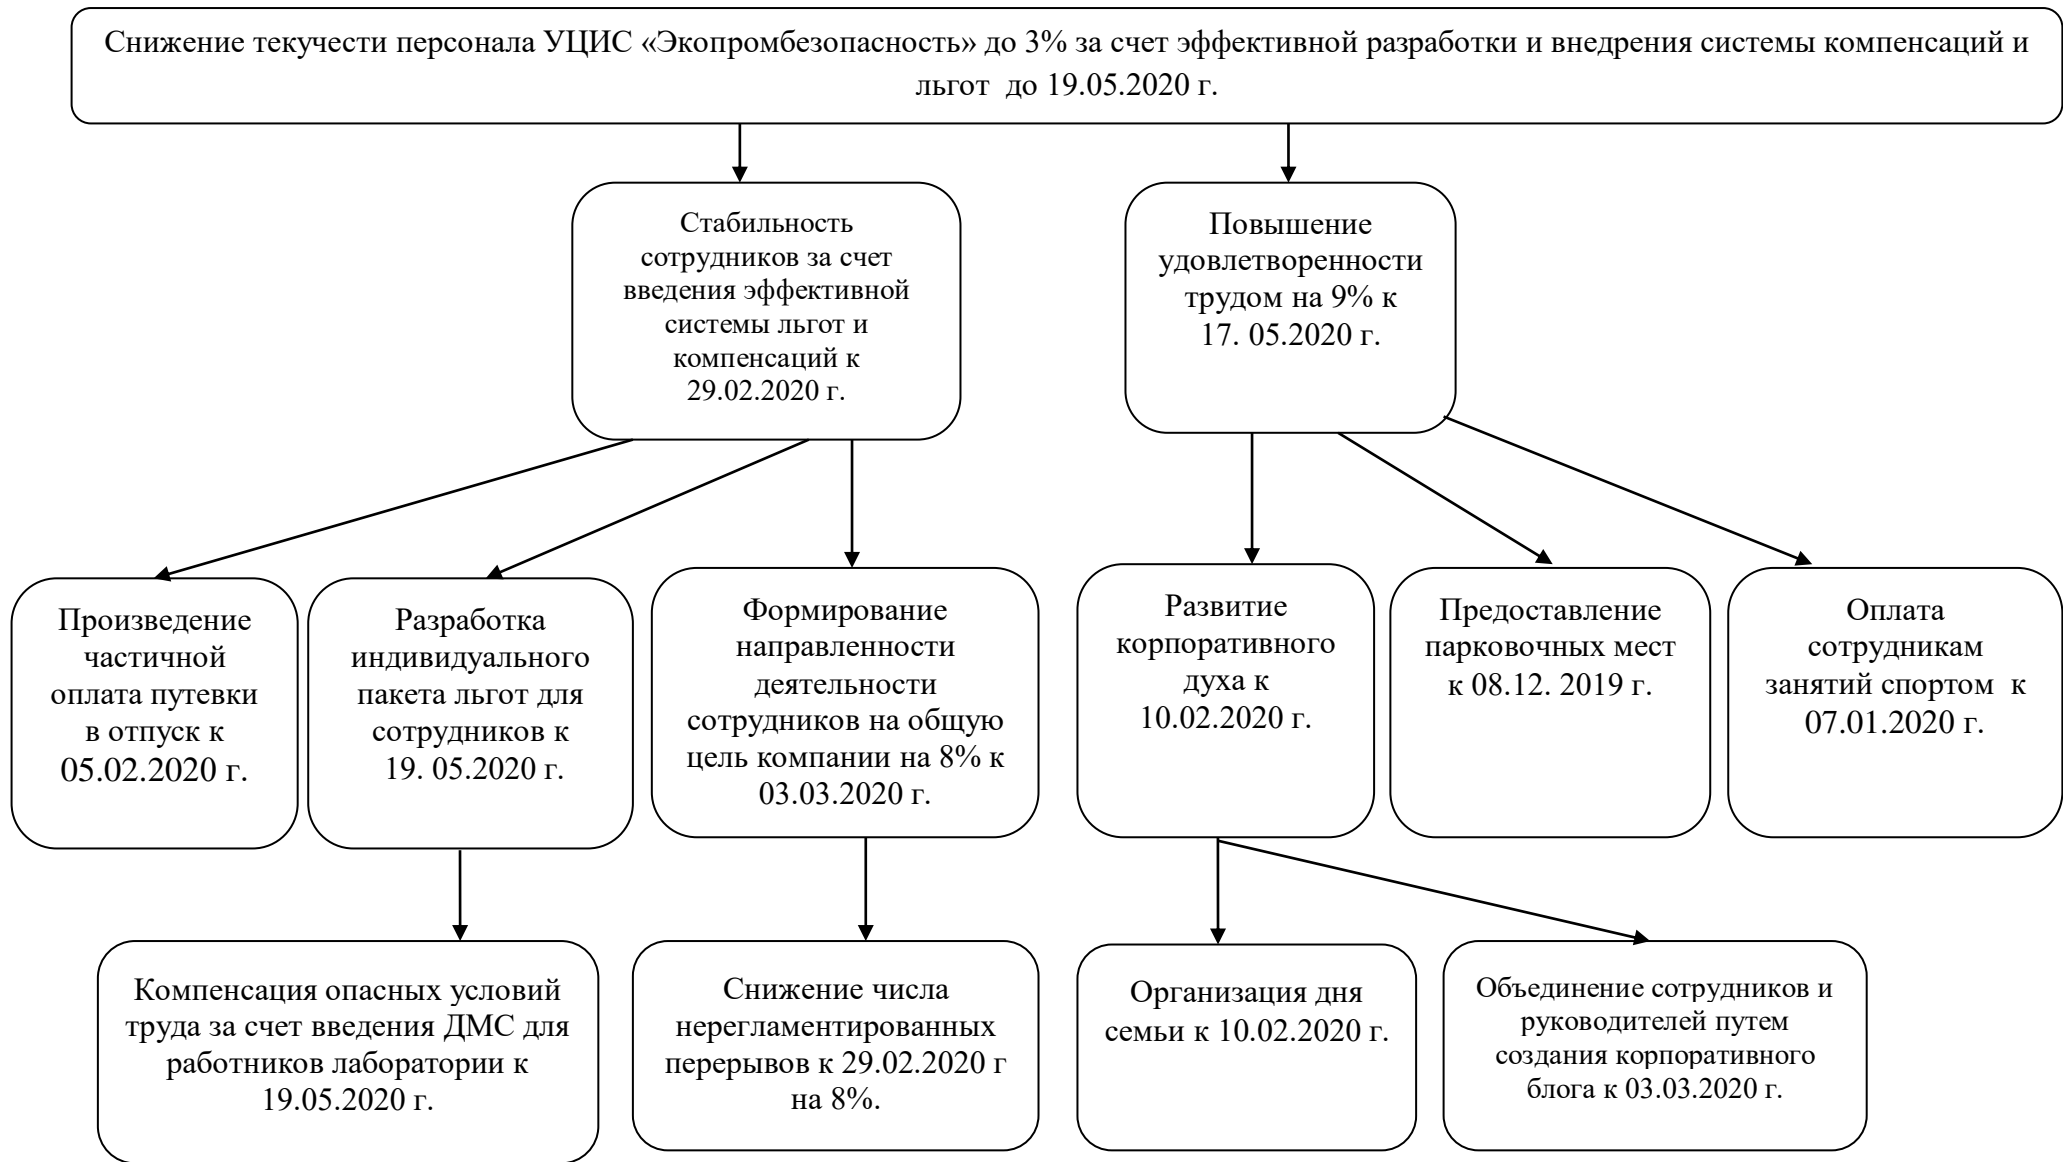 Снижение текучести персонала УЦИС «Экопромбезопасность» до 3% за счет эффективной разработки и внедрения системы компенсаций и
льгот до 19.05.2020 г.
Стабильность
сотрудников за счет
введения эффективной
системы льгот и
компенсаций к
29.02.2020 г.
Повышение
удовлетворенности
трудом на 9% к
17. 05.2020 г.
Произведение
частичной
оплата путевки
в отпуск к
05.02.2020 г.
Разработка
индивидуального
пакета льгот для
сотрудников к
19. 05.2020 г.
Формирование
направленности
деятельности
сотрудников на общую
цель компании на 8% к
03.03.2020 г.
Развитие
корпоративного
духа к
10.02.2020 г.
Предоставление
парковочных мест
к 08.12. 2019 г.
Оплата
сотрудникам
занятий спортом к
07.01.2020 г.
Компенсация опасных условий
труда за счет введения ДМС для
работников лаборатории к
19.05.2020 г.
Снижение числа
нерегламентированных
перерывов к 29.02.2020 г
на 8%.
Организация дня
семьи к 10.02.2020 г.
Объединение сотрудников и
руководителей путем
создания корпоративного
блога к 03.03.2020 г.